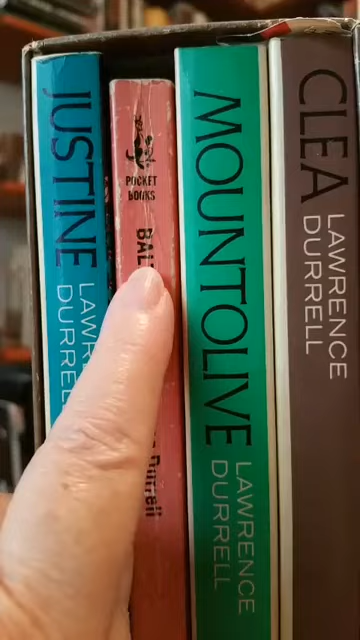 JUSTINE
LAWR
DURREL
POCKET
BOOKS
BAL
Durrell
MOUNTOLIVE
LAWRENCE
DURRELL
CLEA
LAWRENCE
DURRELL